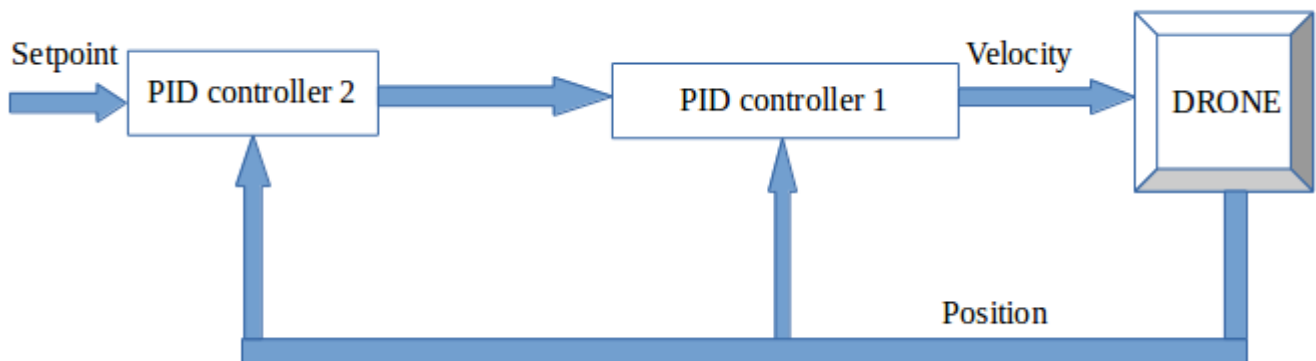 Setpoint
PID controller 2
PID controller 1
Velocity
DRONE
Position